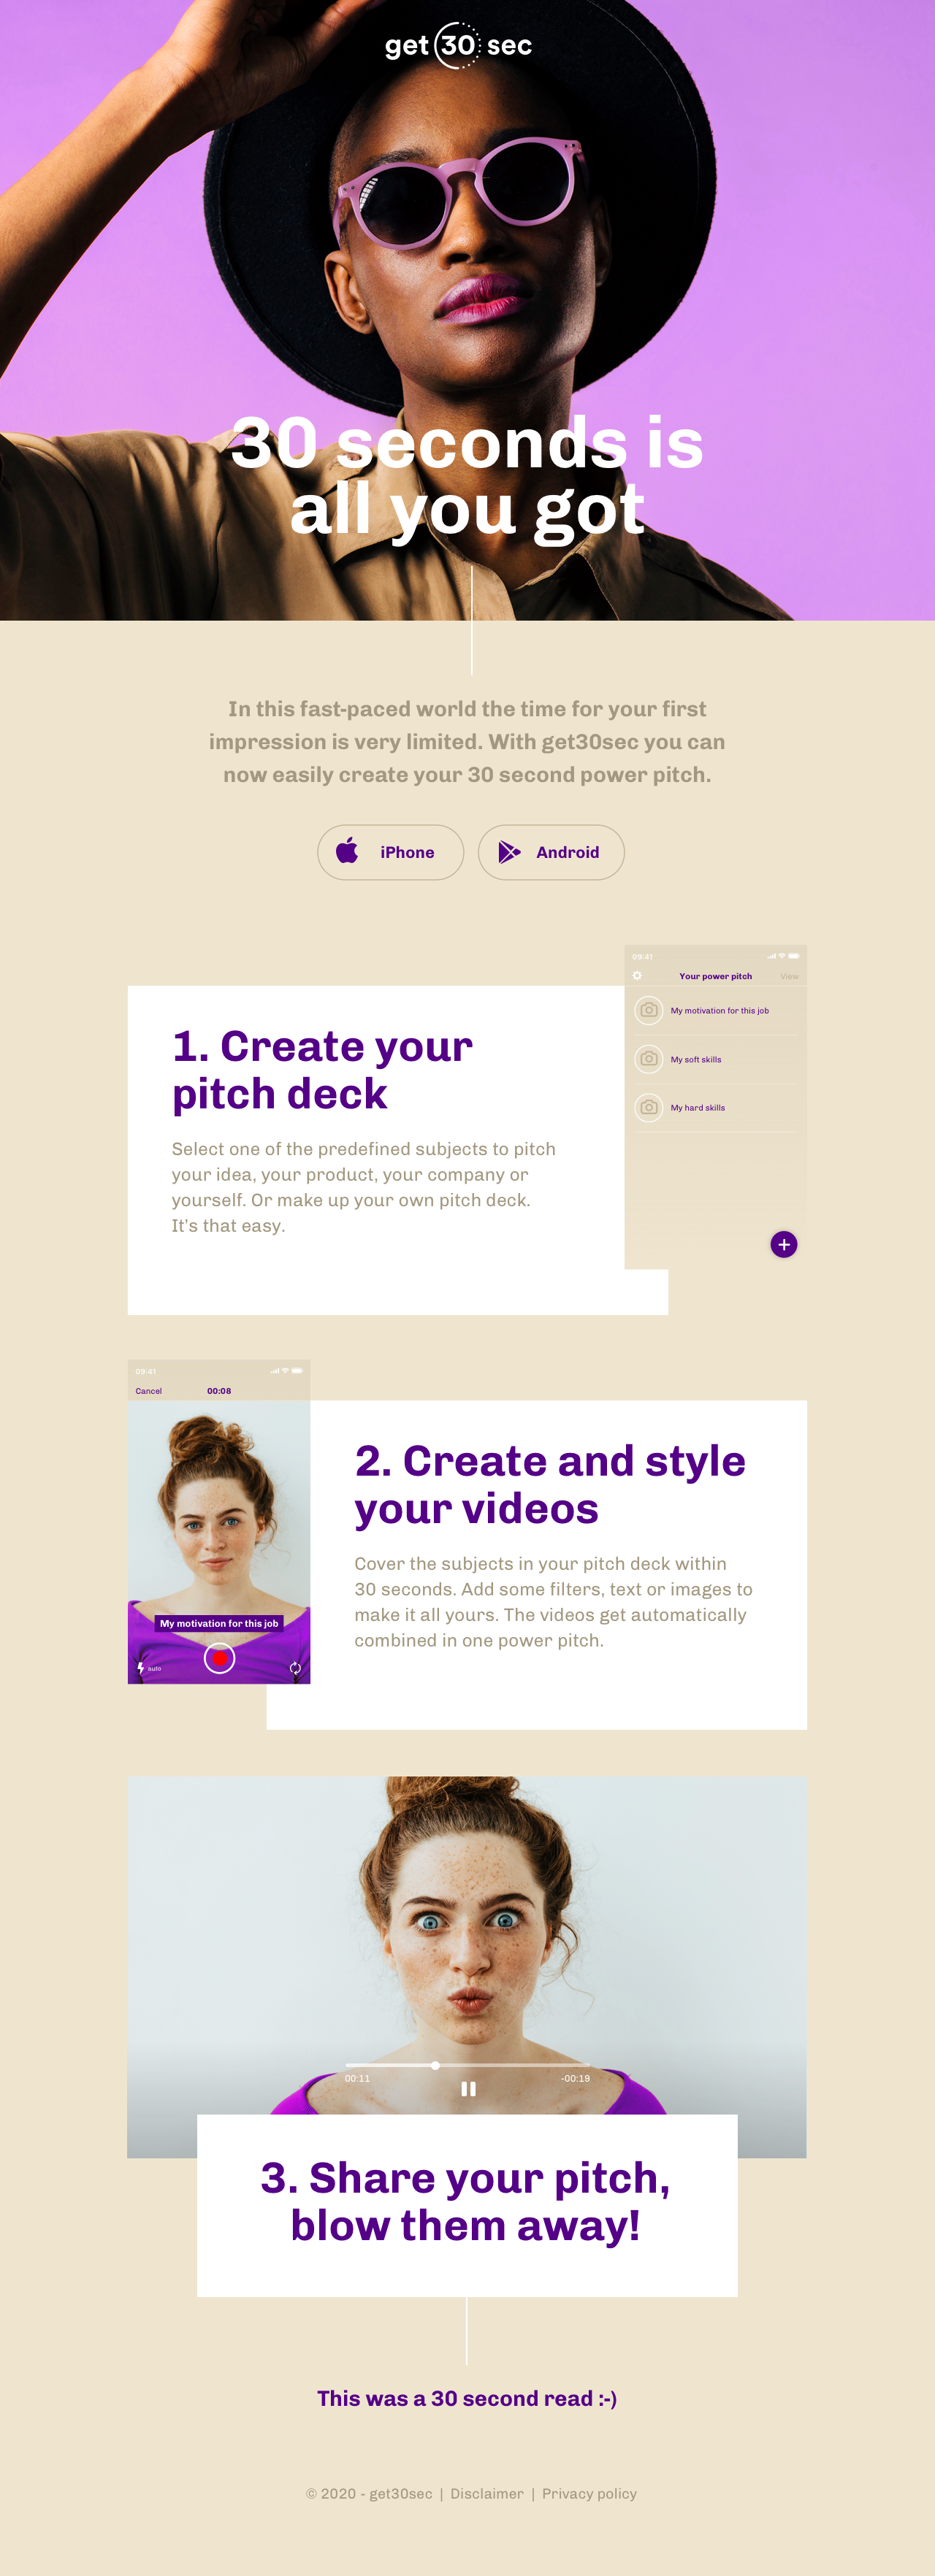 get 30 sec
30 seconds is
all you got
In this fast-paced world the time for your first
impression is very limited. With get30sec you can
now easily create your 30 second power pitch.
iPhone
Android
09:41
Your power pitch
View
My motivation for this job
My soft skills
My hard skills
1. Create your
pitch deck
Select one of the predefined subjects to pitch
your idea, your product, your company or
yourself. Or make up your own pitch deck.
It's that easy.
09:41
Cancel
00:08
My motivation for this job
auto
2. Create and style
your videos
Cover the subjects in your pitch deck within
30 seconds. Add some filters, text or images to
make it all yours. The videos get automatically
combined in one power pitch.
00:11
-00:19
3. Share your pitch,
blow them away!
This was a 30 second read :-)
© 2020 - get30sec | Disclaimer | Privacy policy